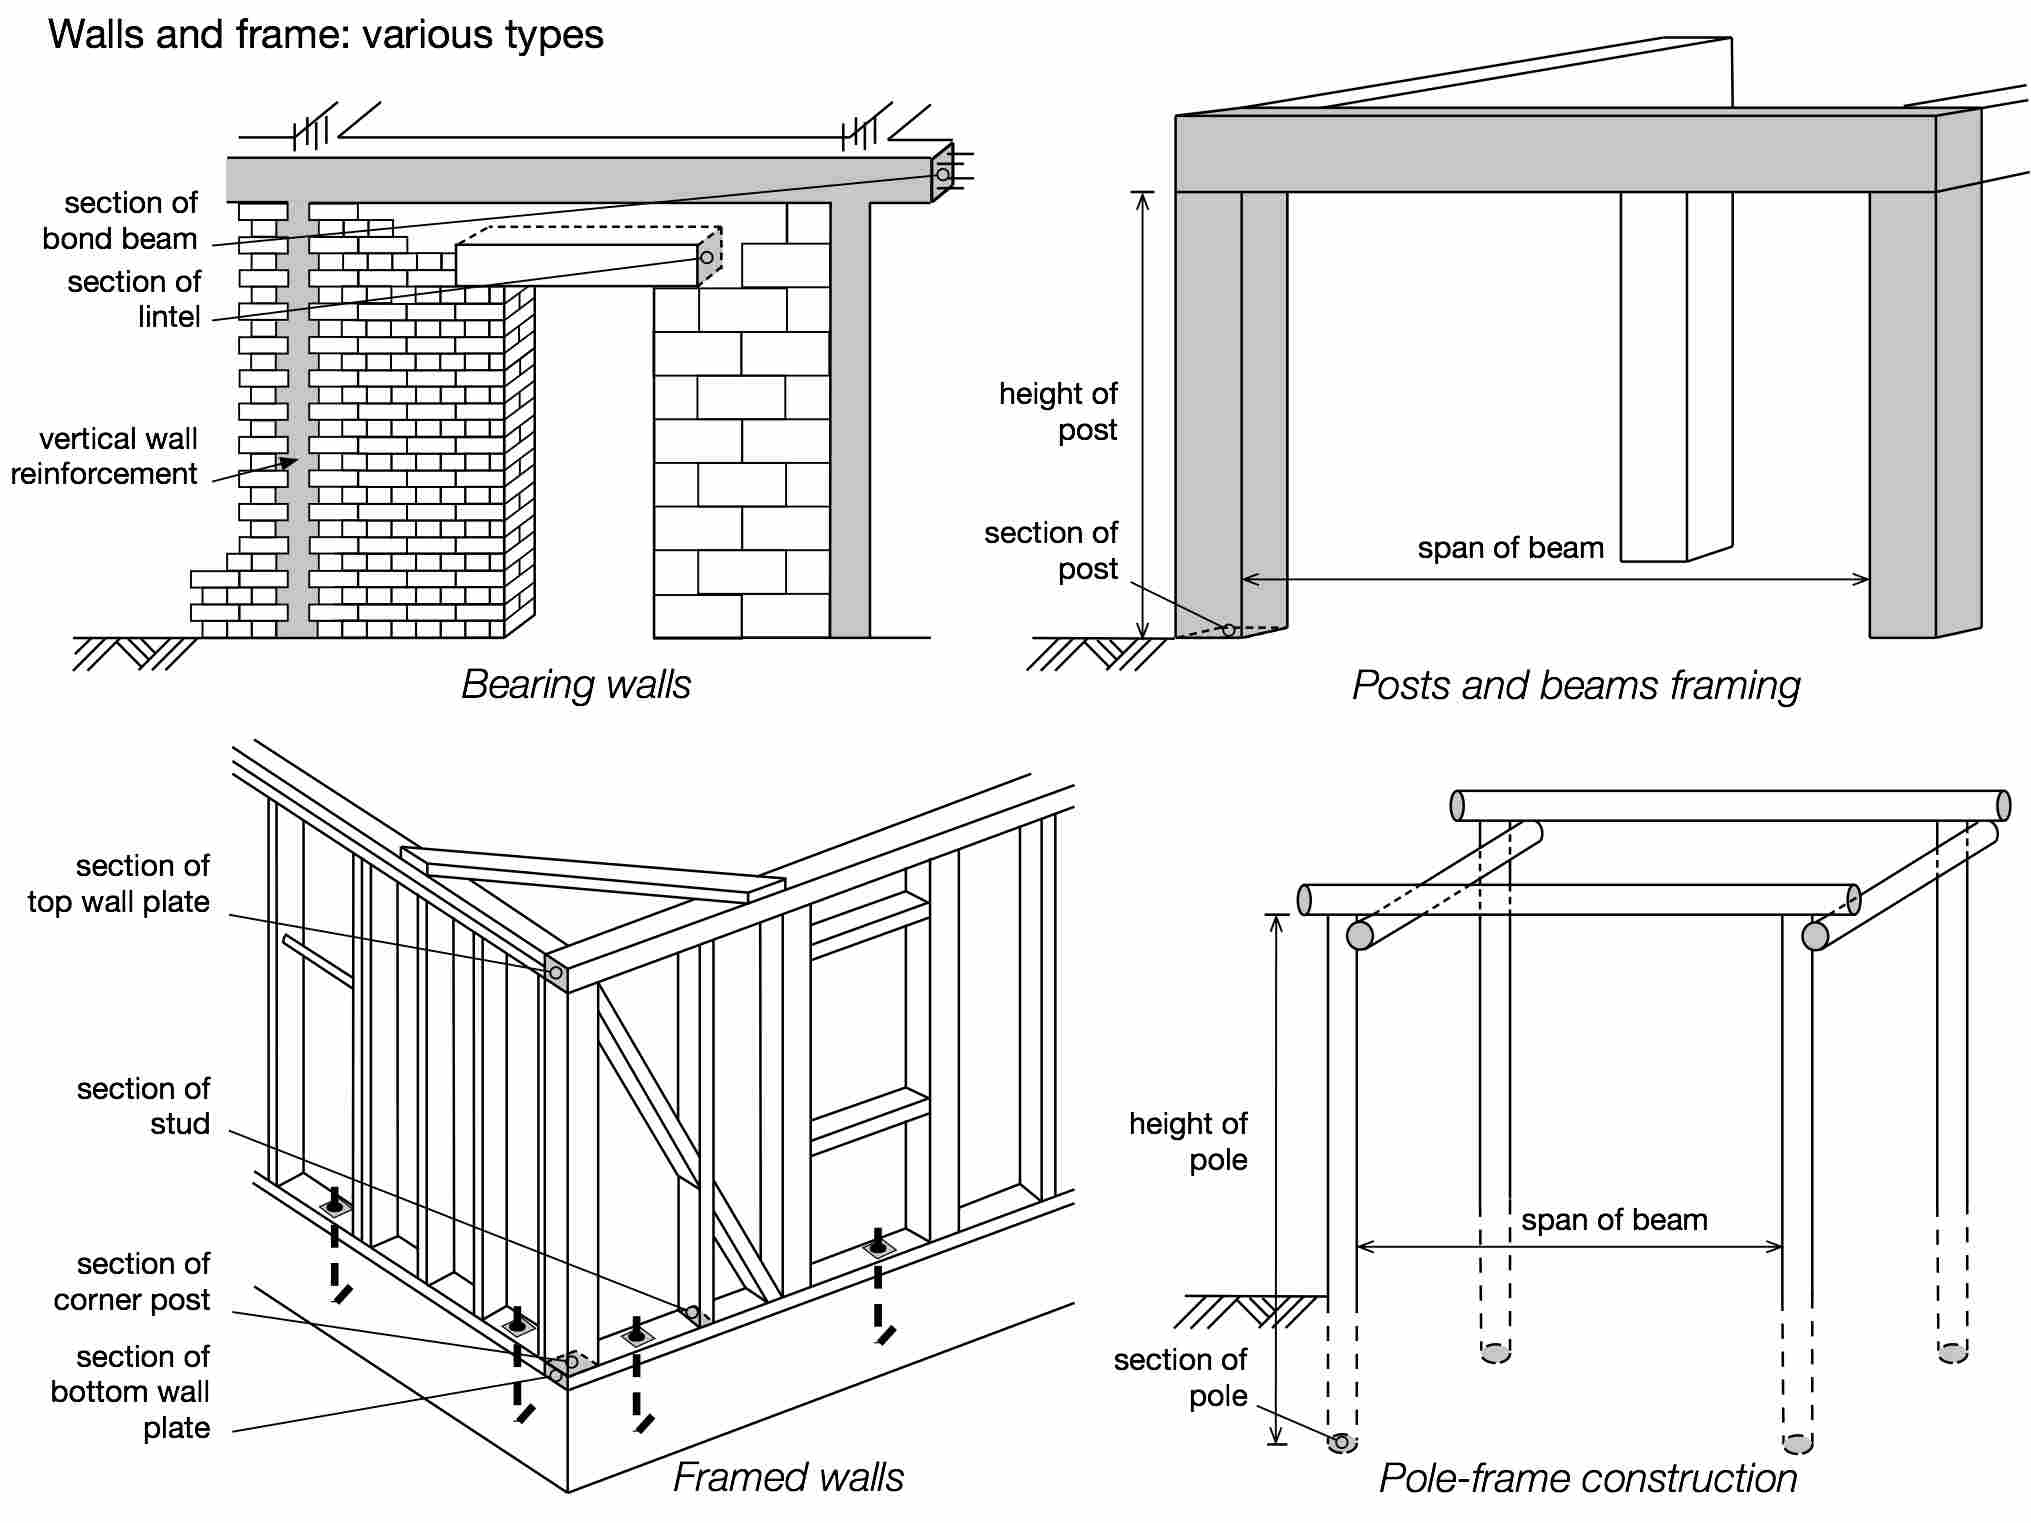 Walls and frame: various types
section of
bond beam
section of
lintel
vertical wall
reinforcement
Bearing walls
height of
post
section of
post
span of beam
Posts and beams framing
section of
top wall plate
section of
stud
section of
corner post
section of
bottom wall
plate
Framed walls
height of
pole
span of beam
section of
pole
Pole-frame construction